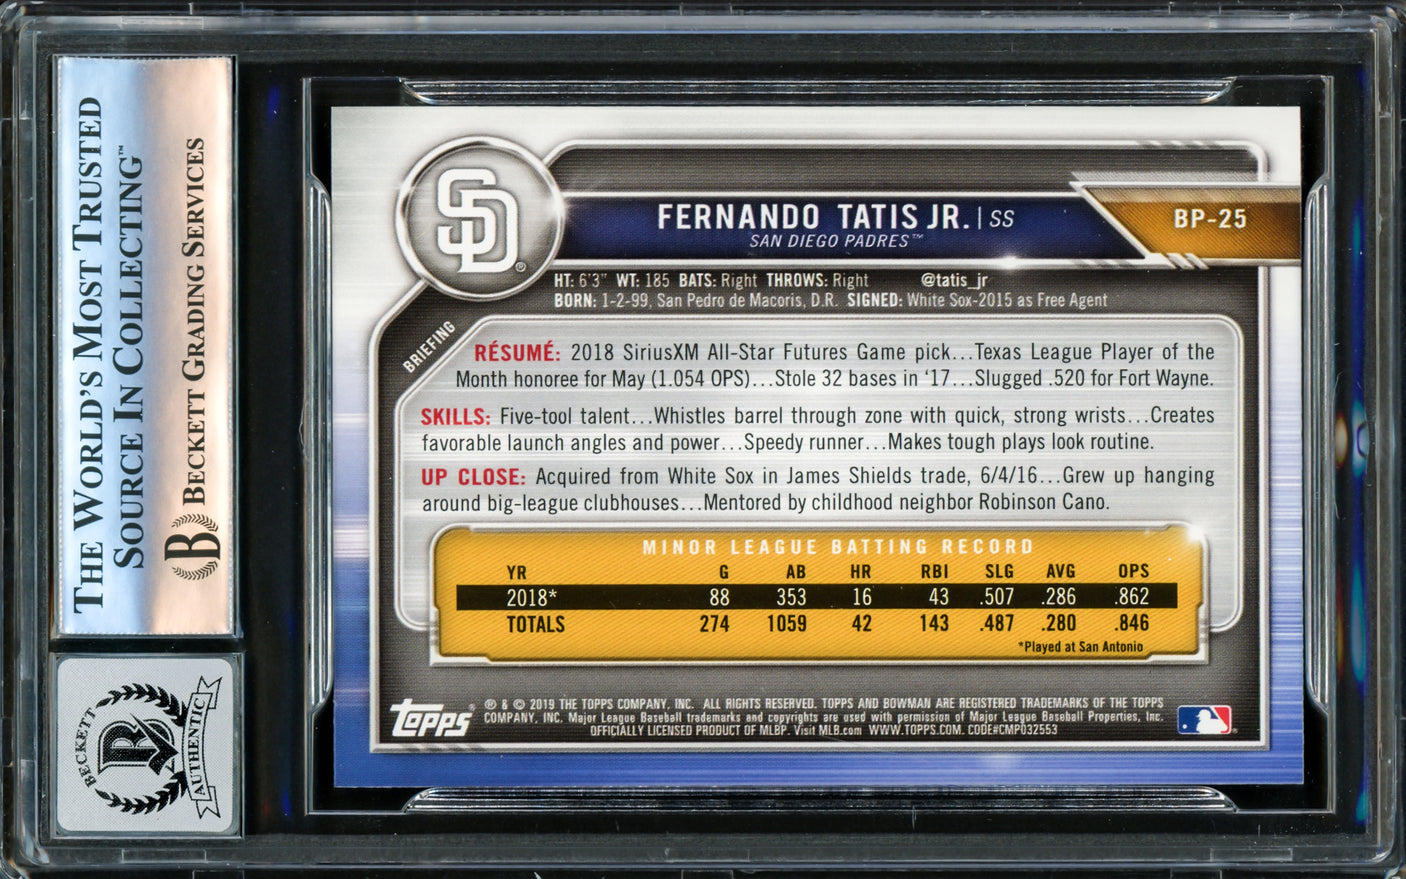 THE WORLD'S MOST TRUSTED
SOURCE IN COLLECTING™
B BECKETT GRADING SERVICES
BECKETT
BV
AUTHENTIC
SD®
FERNANDO TATIS JR. | SS
SAN DIEGO PADRES™
BP-25
HT: 6'3" WT: 185 BATS: Right THROWS: Right @tatis_jr
BORN: 1-2-99, San Pedro de Macoris, D.R. SIGNED: White Sox-2015 as Free Agent
BRIEFING
RÉSUMÉ: 2018 SiriusXM All-Star Futures Game pick...Texas League Player of the
Month honoree for May (1.054 OPS)...Stole 32 bases in '17...Slugged .520 for Fort Wayne.
SKILLS: Five-tool talent...Whistles barrel through zone with quick, strong wrists...Creates
favorable launch angles and power...Speedy runner...Makes tough plays look routine.
UP CLOSE: Acquired from White Sox in James Shields trade, 6/4/16...Grew up hanging
around big-league clubhouses...Mentored by childhood neighbor Robinson Cano.
MINOR LEAGUE BATTING RECORD
YR G AB HR RBI SLG AVG OPS
2018* 88 353 16 43 .507 .286 .862
TOTALS 274 1059 42 143 .487 .280 .846
*Played at San Antonio
TOPPS®
® & © 2019 THE TOPPS COMPANY, INC. ALL RIGHTS RESERVED. TOPPS AND BOWMAN ARE REGISTERED TRADEMARKS OF THE TOPPS
COMPANY, INC. Major League Baseball trademarks and copyrights are used with permission of Major League Baseball Properties, Inc.
OFFICIALLY LICENSED PRODUCT OF MLBP. Visit MLB.com WWW.TOPPS.COM. CODE#CMP032553